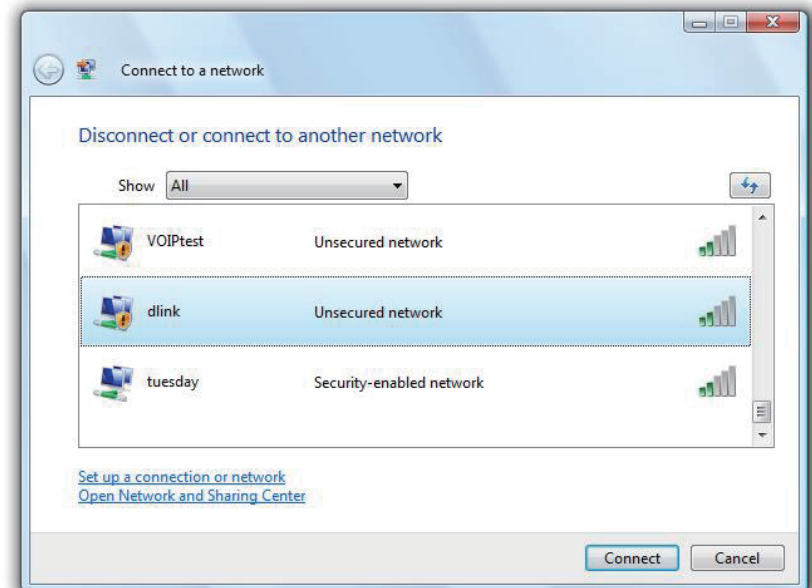 Connect to a network
Disconnect or connect to another network
Show All
VOIPtest Unsecured network
dlink Unsecured network
tuesday Security-enabled network
Set up a connection or network
Open Network and Sharing Center
Connect Cancel